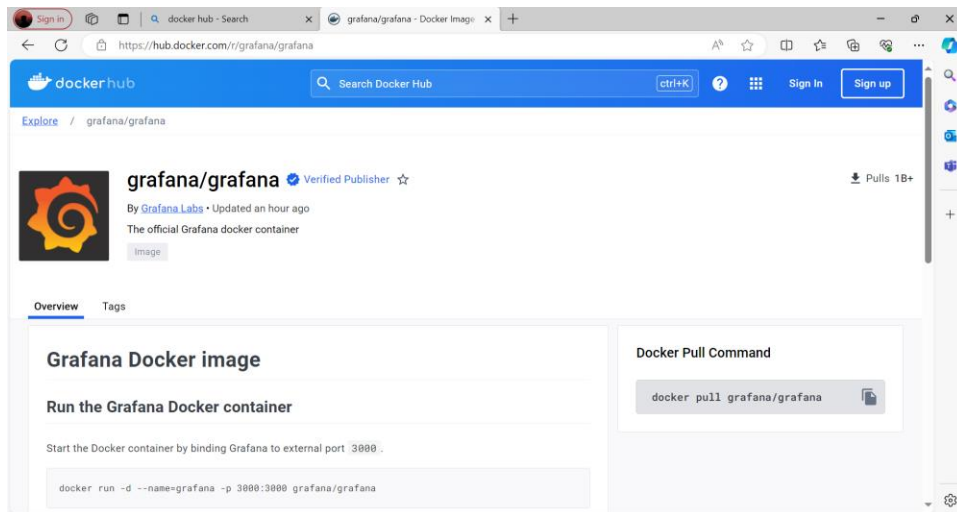 Sign in
docker hub - Search
grafana/grafana - Docker Image
https://hub.docker.com/r/grafana/grafana
dockerhub
Search Docker Hub
ctrl+K
Sign In
Sign up
Explore / grafana/grafana
grafana/grafana
Verified Publisher
Pulls 1B+
By Grafana Labs • Updated an hour ago
The official Grafana docker container
Image
Overview
Tags
Grafana Docker image
Run the Grafana Docker container
Start the Docker container by binding Grafana to external port 3000 .
docker run -d --name=grafana -p 3000:3000 grafana/grafana
Docker Pull Command
docker pull grafana/grafana